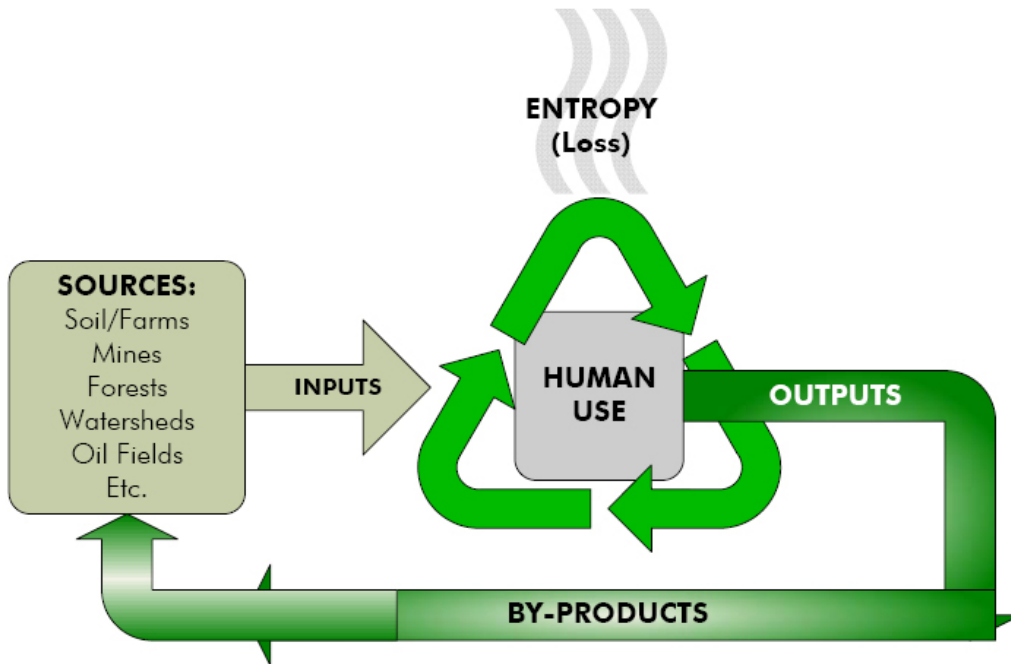 ENTROPY
(Loss)
SOURCES:
Soil/Farms
Mines
Forests
Watersheds
Oil Fields
Etc.
INPUTS
HUMAN
USE
OUTPUTS
BY-PRODUCTS